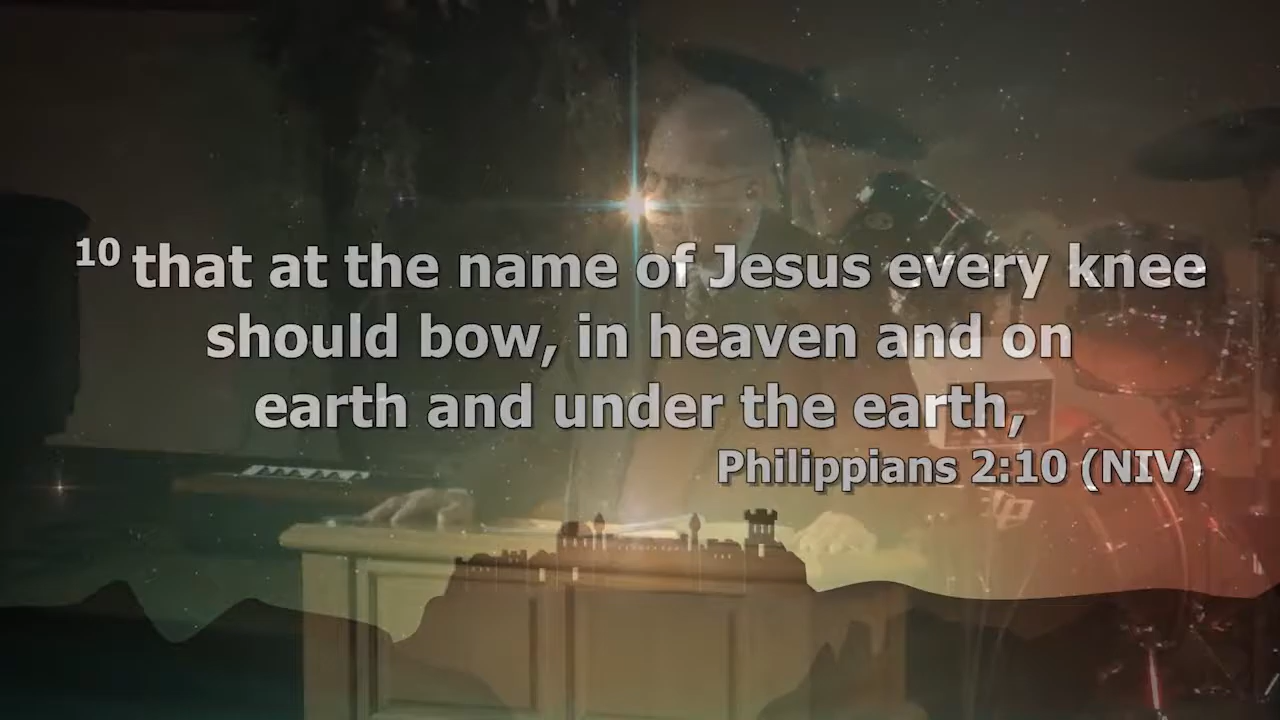 10 that at the name of Jesus every knee
should bow, in heaven and on
earth and under the earth,
Philippians 2:10 (NIV)